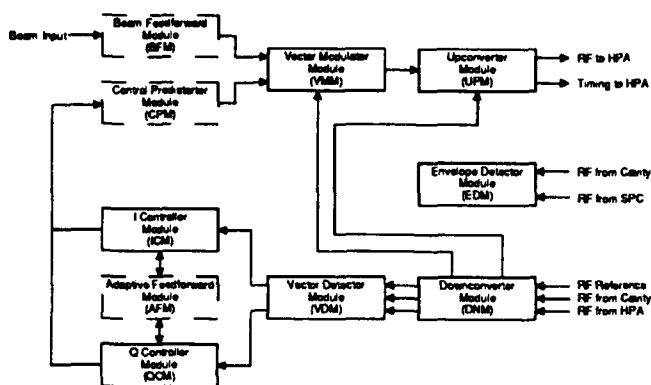 Beam Input
Beam Feedforward
Module
(BFM)
Control Predistorter
Module
(CPM)
Vector Modulator
Module
(VMM)
Upconverter
Module
(UPM)
RF to HPA
Timing to HPA
Envelope Detector
Module
(EDM)
RF from Cavity
RF from SPC
I Controller
Module
(ICM)
Adaptive Feedforward
Module
(AFM)
Q Controller
Module
(QCM)
Vector Detector
Module
(VDM)
Downconverter
Module
(DNM)
RF Reference
RF from Cavity
RF from HPA